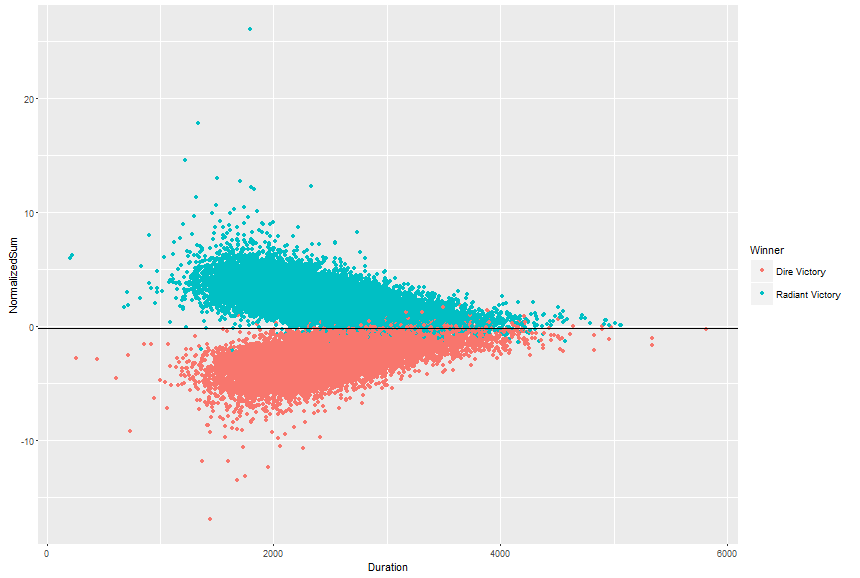 20
10
0
-10
NormalizedSum
0
2000
4000
6000
Duration
Winner
Dire Victory
Radiant Victory